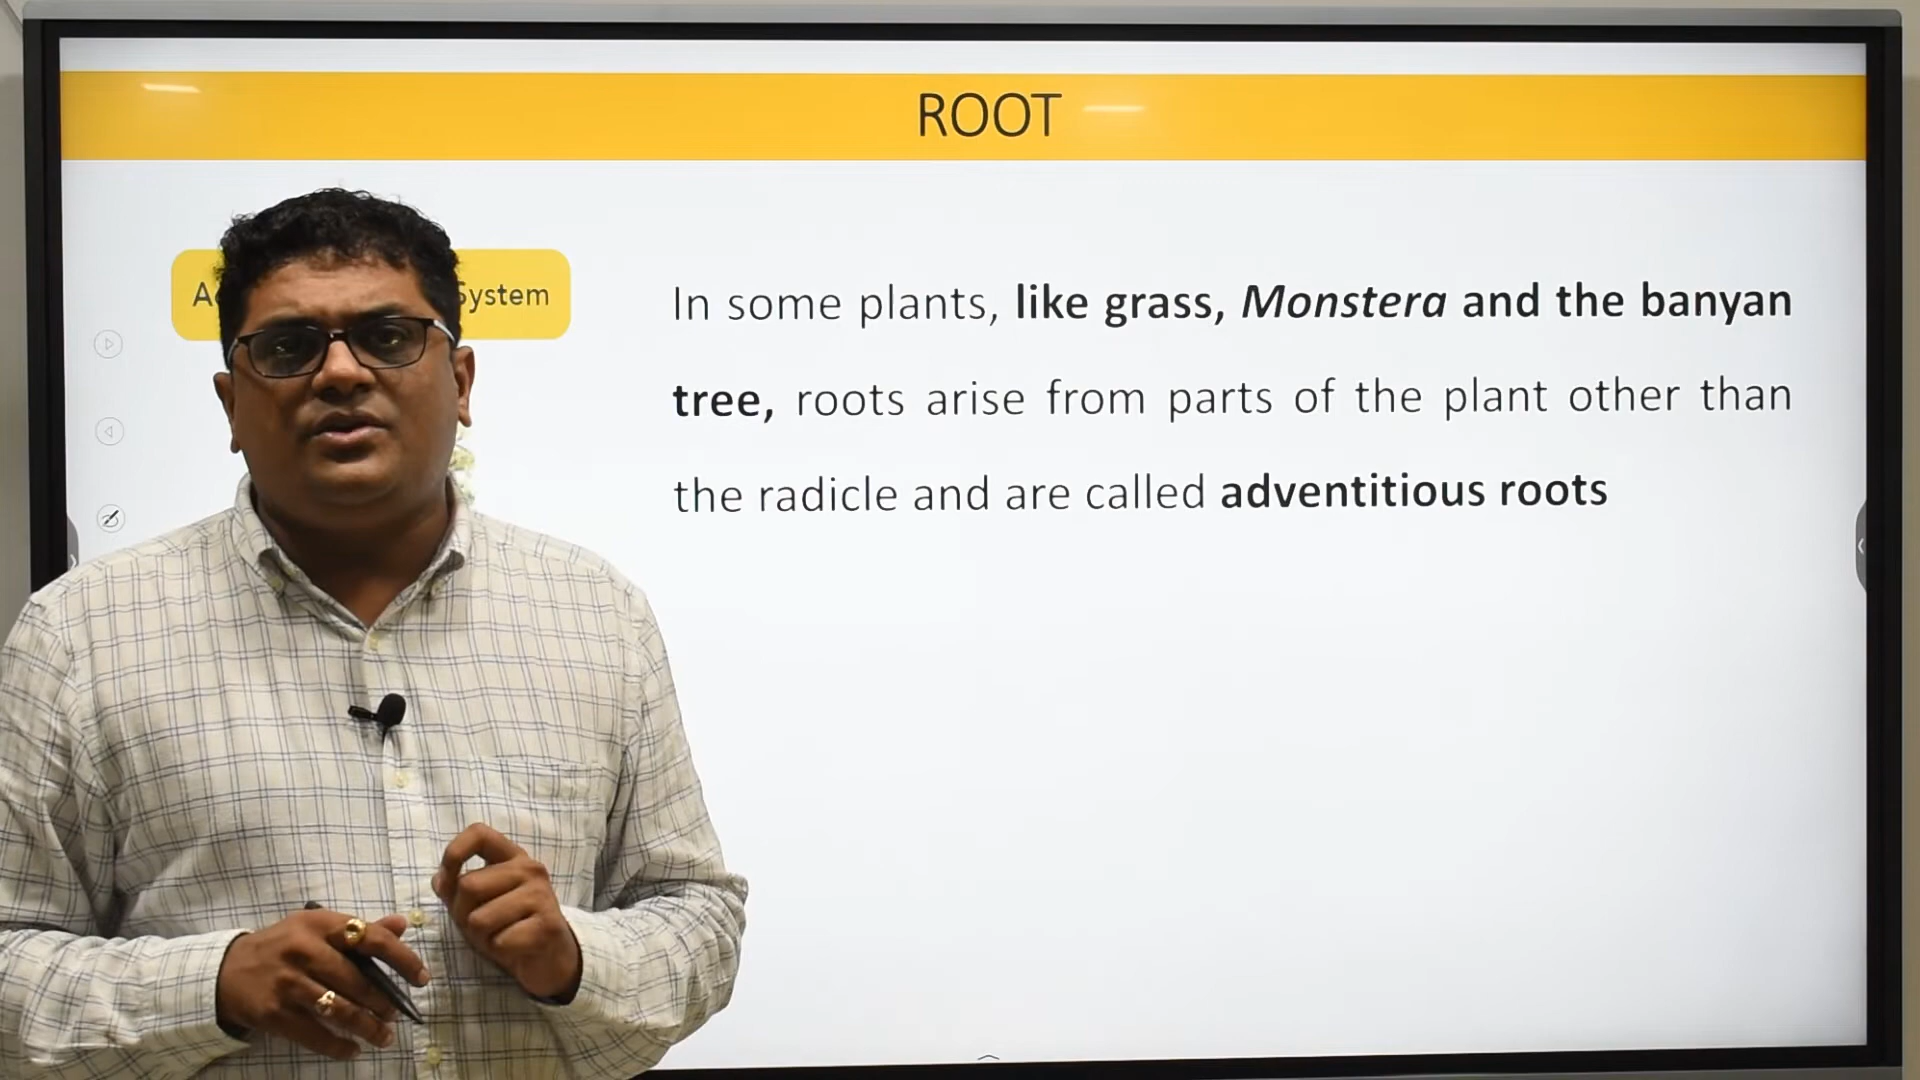 ROOT
System
In some plants, like grass, Monstera and the banyan
tree, roots arise from parts of the plant other than
the radicle and are called adventitious roots